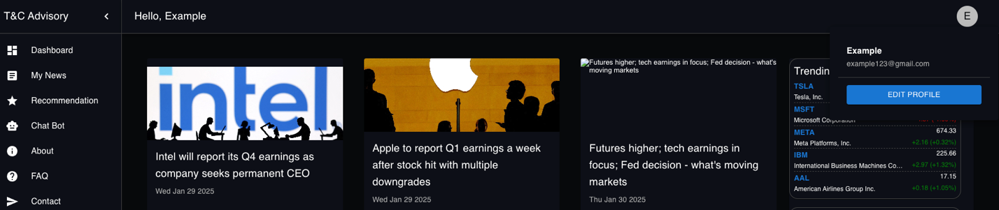 T&C Advisory
Hello, Example
E
Dashboard
My News
Recommendation
Chat Bot
About
FAQ
Contact
intel
Intel will report its Q4 earnings as
company seeks permanent CEO
Wed Jan 29 2025
Apple to report Q1 earnings a week
after stock hit with multiple
downgrades
Wed Jan 29 2025
Futures higher; tech earnings in focus; Fed decision - what's
moving markets
Futures higher; tech earnings in
focus; Fed decision - what's moving
markets
Thu Jan 30 2025
Example
example123@gmail.com
EDIT PROFILE
Trendin
TSLA
Tesla, Inc.
MSFT
Microsoft Corporation
META 674.33
Meta Platforms, Inc. +2.16 (+0.32%)
IBM 225.66
International Business Machines Co... +2.97 (+1.32%)
AAL 17.15
American Airlines Group Inc. +0.18 (+1.05%)